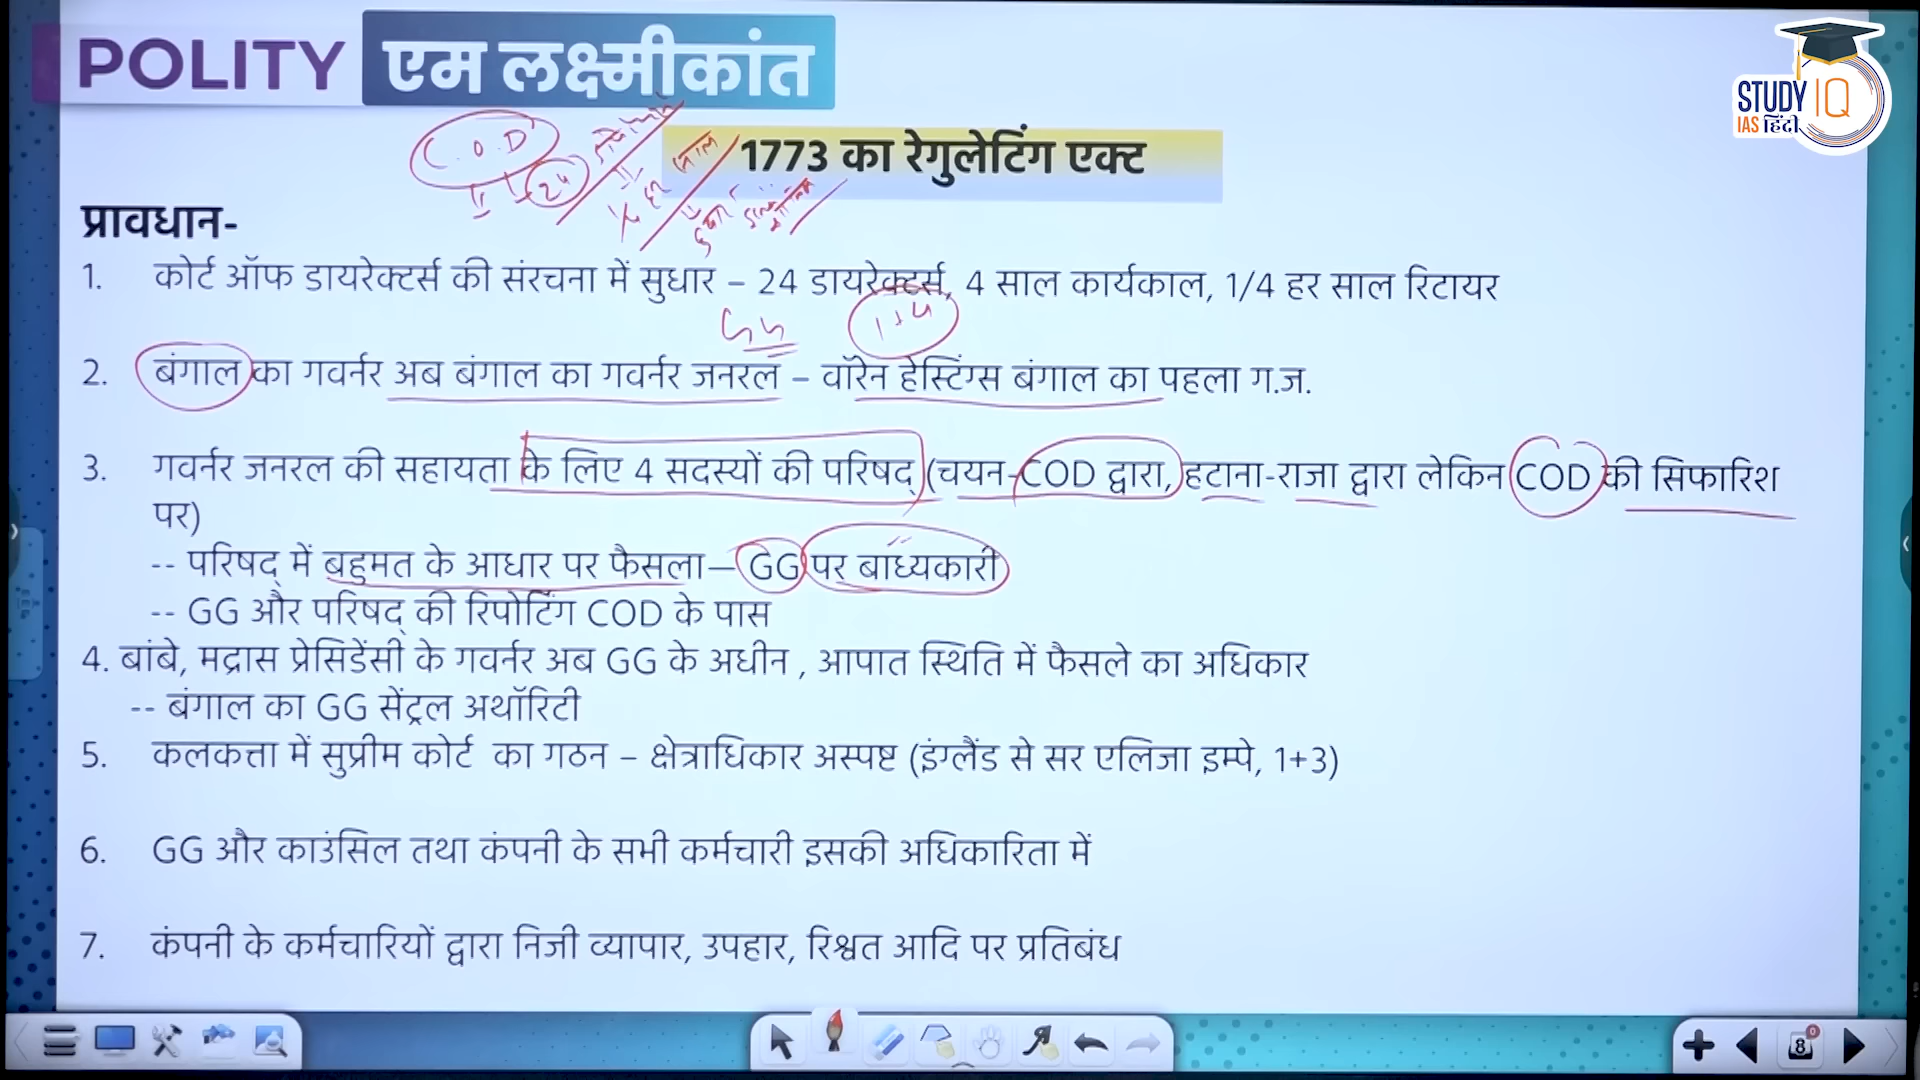 POLITY एम लक्ष्मीकांत
STUDY IQ
IAS हिंदी
C.O.D
24
1773 का रेगुलेटिंग एक्ट
प्रावधान-
1. कोर्ट ऑफ डायरेक्टर्स की संरचना में सुधार – 24 डायरेक्टर्स, 4 साल कार्यकाल, 1/4 हर साल रिटायर
1+4
2. बंगाल का गवर्नर अब बंगाल का गवर्नर जनरल – वॉरेन हेस्टिंग्स बंगाल का पहला ग.ज.
3. गवर्नर जनरल की सहायता के लिए 4 सदस्यों की परिषद् (चयन-COD द्वारा, हटाना-राजा द्वारा लेकिन COD की सिफारिश
पर)
-- परिषद् में बहुमत के आधार पर फैसला—GG पर बाध्यकारी
-- GG और परिषद् की रिपोर्टिंग COD के पास
4. बांबे, मद्रास प्रेसिडेंसी के गवर्नर अब GG के अधीन , आपात स्थिति में फैसले का अधिकार
-- बंगाल का GG सेंट्रल अथॉरिटी
5. कलकत्ता में सुप्रीम कोर्ट का गठन – क्षेत्राधिकार अस्पष्ट (इंग्लैंड से सर एलिजा इम्पे, 1+3)
6. GG और काउंसिल तथा कंपनी के सभी कर्मचारी इसकी अधिकारिता में
7. कंपनी के कर्मचारियों द्वारा निजी व्यापार, उपहार, रिश्वत आदि पर प्रतिबंध
8